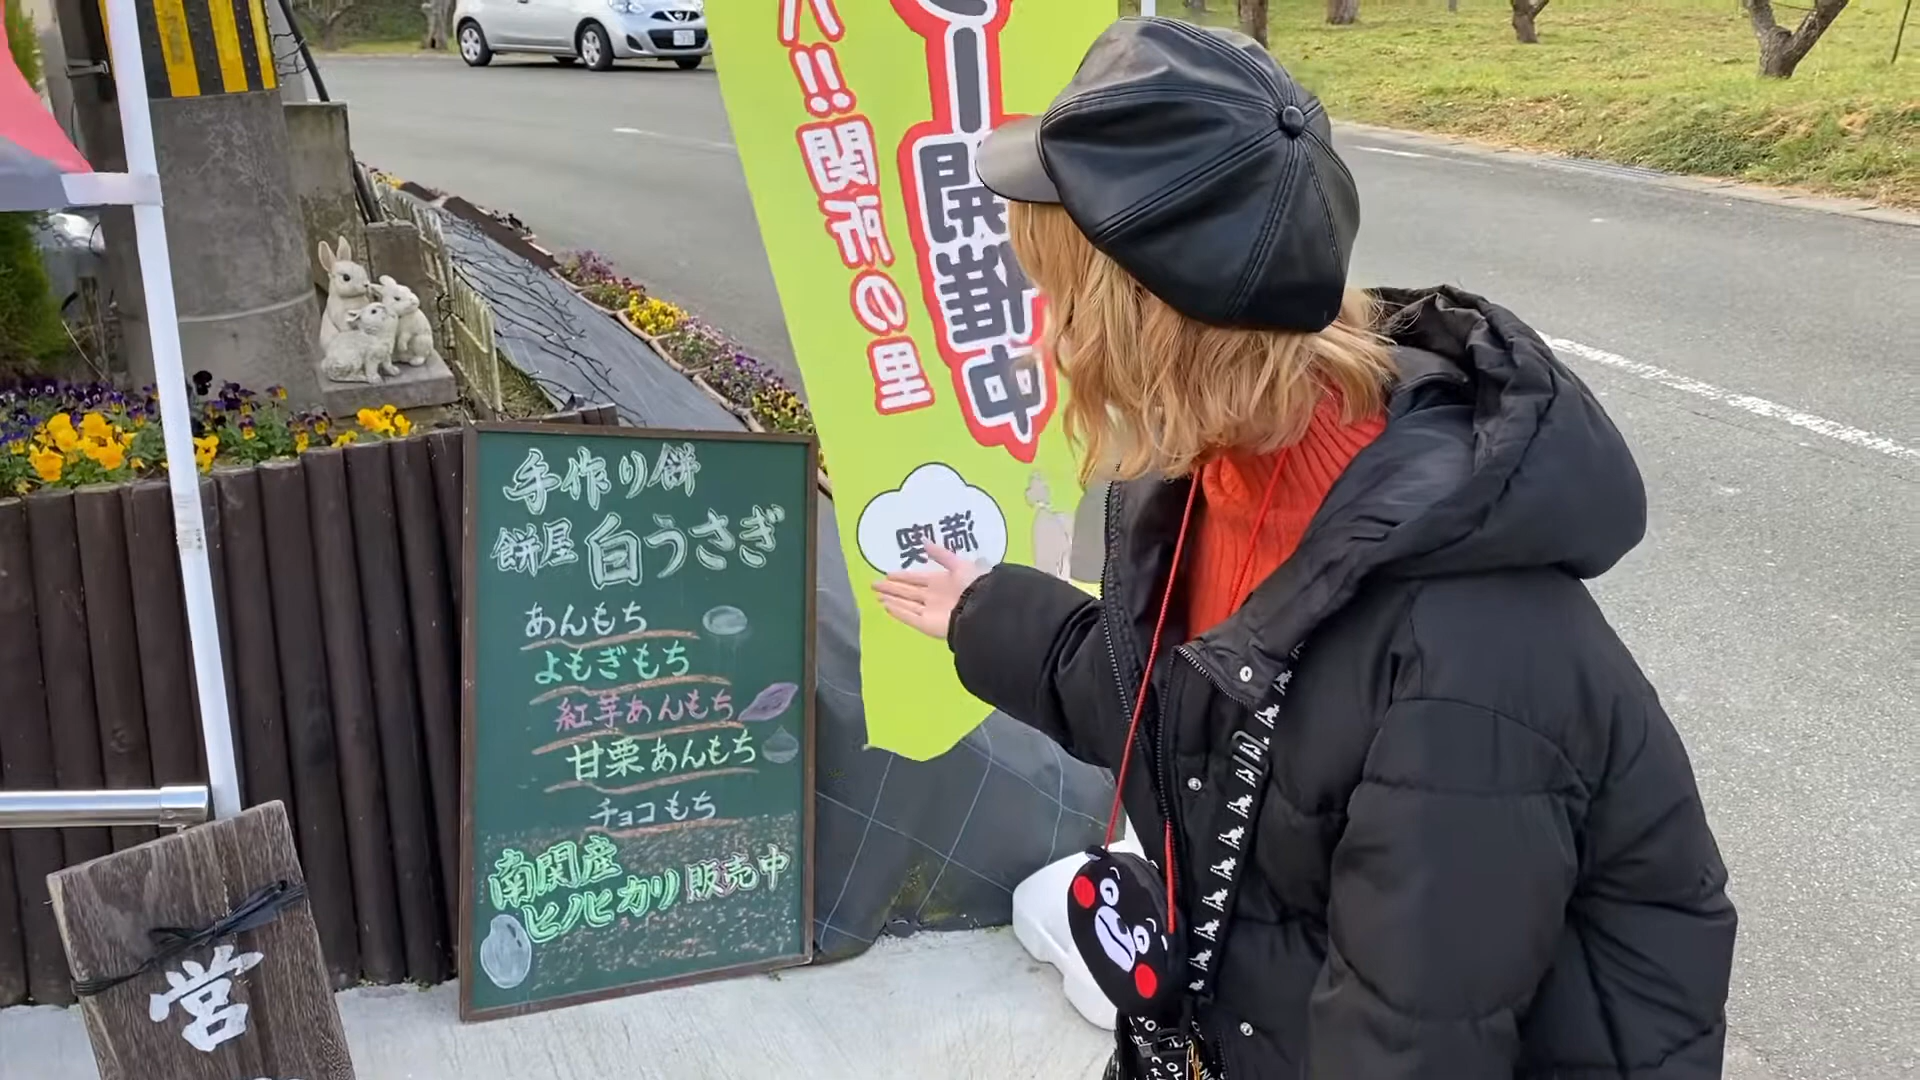 手作り餅
餅屋 白うさぎ
あんもち
よもぎもち
紅芋あんもち
甘栗あんもち
チョコもち
南関産
ヒノヒカリ 販売中
営
!!関所の里
ー開催中
満喫